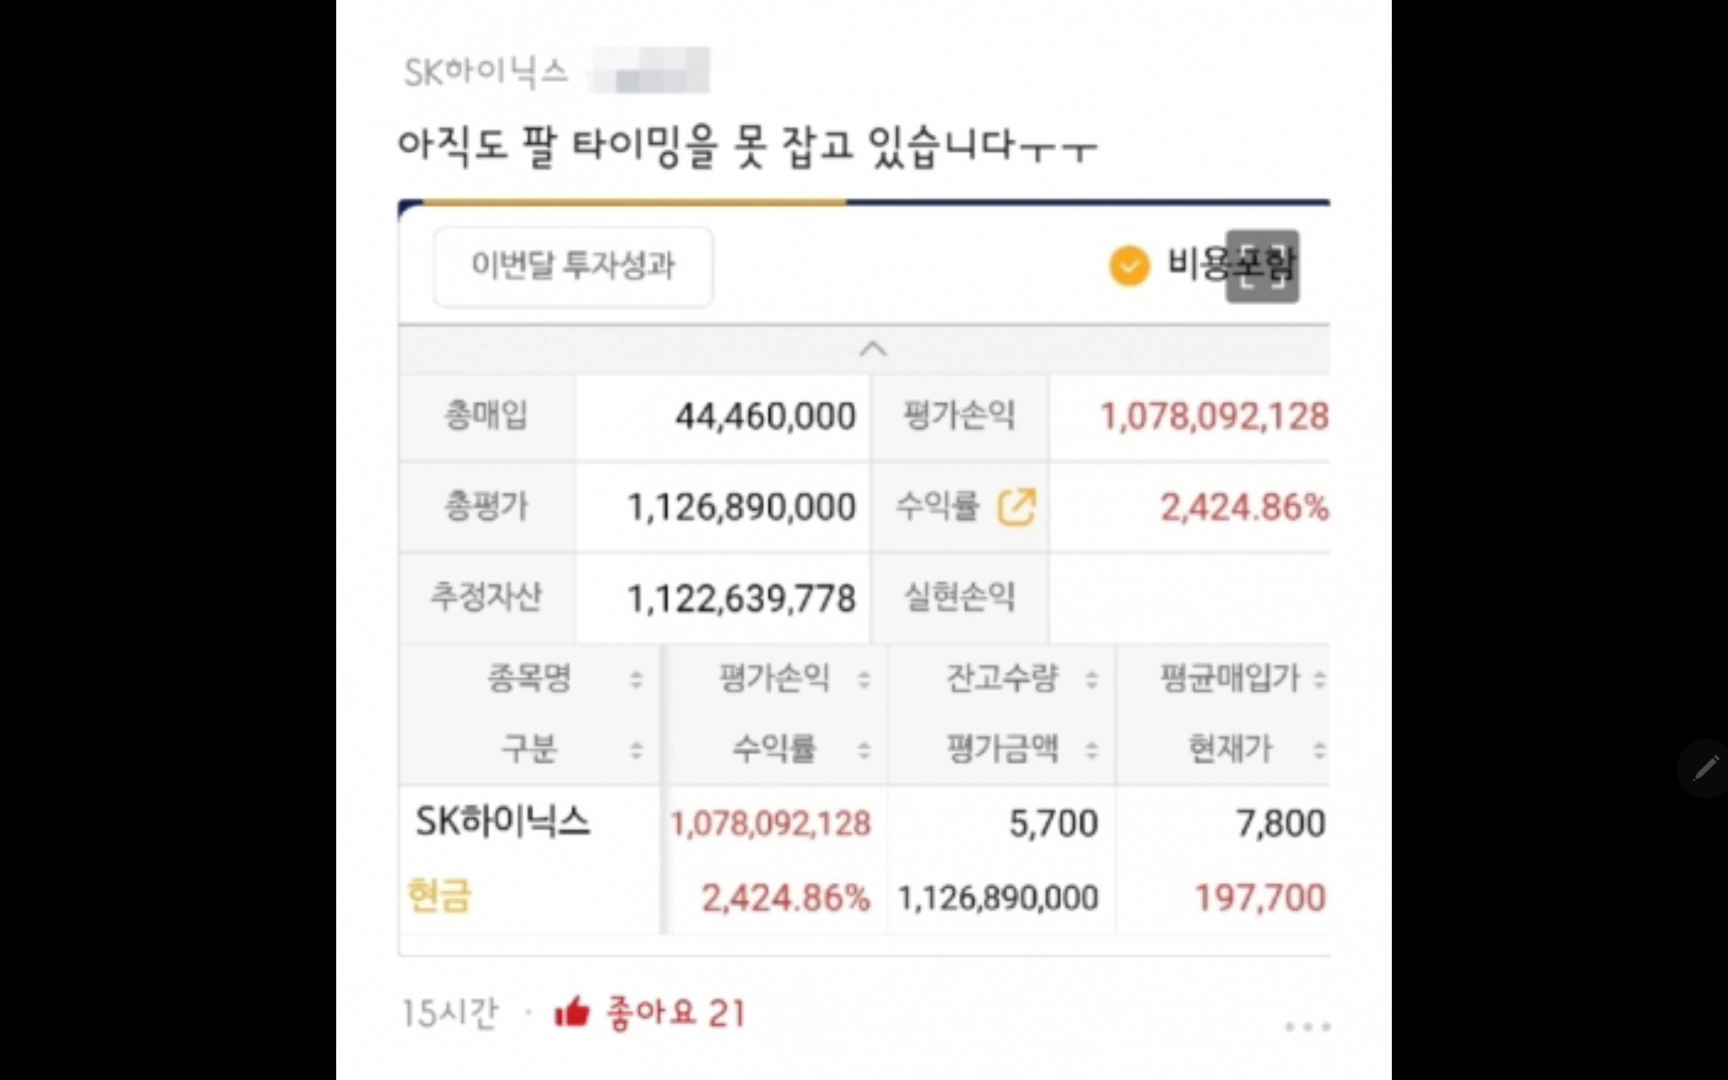 SK하이닉스
아직도 팔 타이밍을 못 잡고 있습니다ㅜㅜ
이번달 투자성과 비용포함
총매입 44,460,000 평가손익 1,078,092,128
총평가 1,126,890,000 수익률 2,424.86%
추정자산 1,122,639,778 실현손익
종목명 평가손익 잔고수량 평균매입가
구분 수익률 평가금액 현재가
SK하이닉스 1,078,092,128 5,700 7,800
현금 2,424.86% 1,126,890,000 197,700
15시간 · 좋아요 21